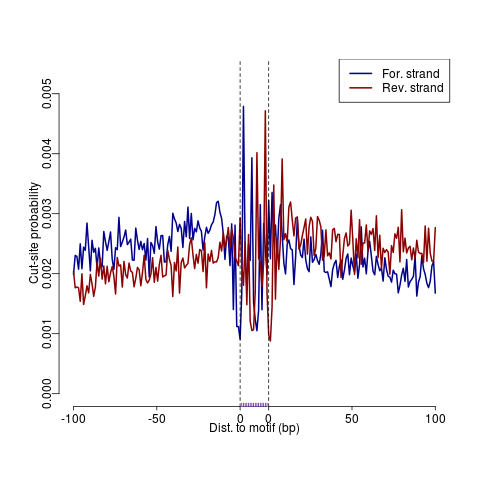 For. strand
Rev. strand
Cut-site probability
0.005
0.004
0.003
0.002
0.001
0.000
-100 -50 0 0 50 100
Dist. to motif (bp)